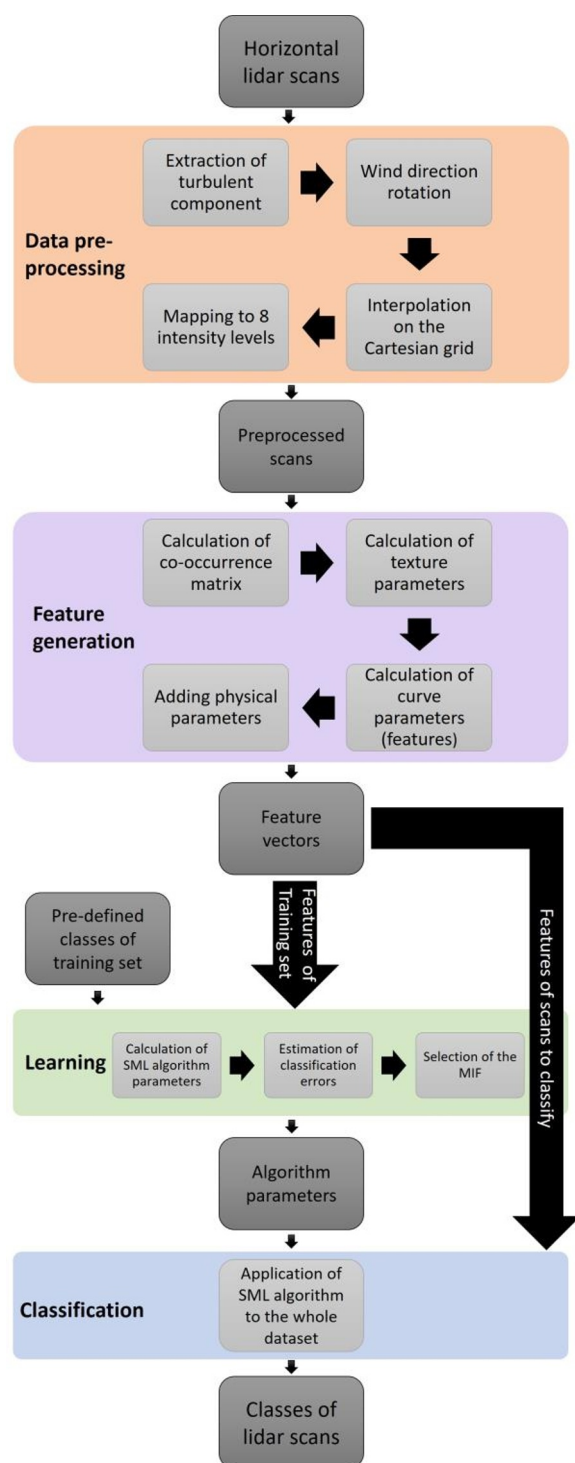 Horizontal
lidar scans
Data pre-
processing
Extraction of
turbulent
component
Wind direction
rotation
Mapping to 8
intensity levels
Interpolation
on the
Cartesian grid
Preprocessed
scans
Feature
generation
Calculation of
co-occurrence
matrix
Calculation of
texture
parameters
Adding physical
parameters
Calculation of
curve
parameters
(features)
Feature
vectors
Pre-defined
classes of
training set
Features of
Training set
Features of scans to classify
Learning
Calculation of
SML algorithm
parameters
Estimation of
classification
errors
Selection of the
MIF
Algorithm
parameters
Classification
Application of
SML algorithm
to the whole
dataset
Classes of
lidar scans